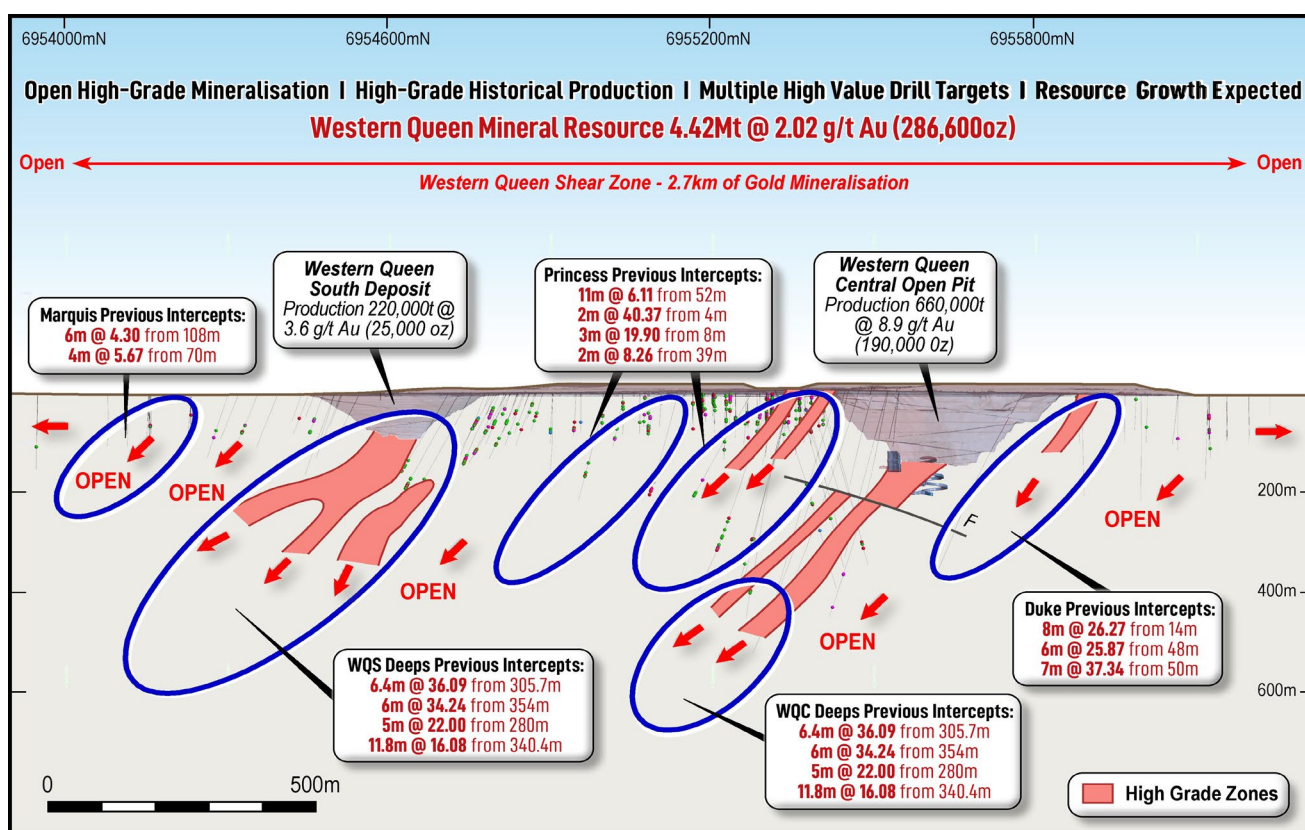 6954000mN
6954600mN
6955200mN
6955800mN
Open High-Grade Mineralisation I High-Grade Historical Production I Multiple High Value Drill Targets I Resource Growth Expected
Western Queen Mineral Resource 4.42Mt @ 2.02 g/t Au (286,600oz)
Open
Open
Western Queen Shear Zone - 2.7km of Gold Mineralisation
Marquis Previous Intercepts:
6m @ 4.30 from 108m
4m @ 5.67 from 70m
Western Queen
South Deposit
Production 220,000t @
3.6 g/t Au (25,000 oz)
Princess Previous Intercepts:
11m @ 6.11 from 52m
2m @ 40.37 from 4m
3m @ 19.90 from 8m
2m @ 8.26 from 39m
Western Queen
Central Open Pit
Production 660,000t
@ 8.9 g/t Au
(190,000 0z)
OPEN
OPEN
OPEN
OPEN
OPEN
F
200m
400m
600m
WQS Deeps Previous Intercepts:
6.4m @ 36.09 from 305.7m
6m @ 34.24 from 354m
5m @ 22.00 from 280m
11.8m @ 16.08 from 340.4m
WQC Deeps Previous Intercepts:
6.4m @ 36.09 from 305.7m
6m @ 34.24 from 354m
5m @ 22.00 from 280m
11.8m @ 16.08 from 340.4m
Duke Previous Intercepts:
8m @ 26.27 from 14m
6m @ 25.87 from 48m
7m @ 37.34 from 50m
0
500m
High Grade Zones